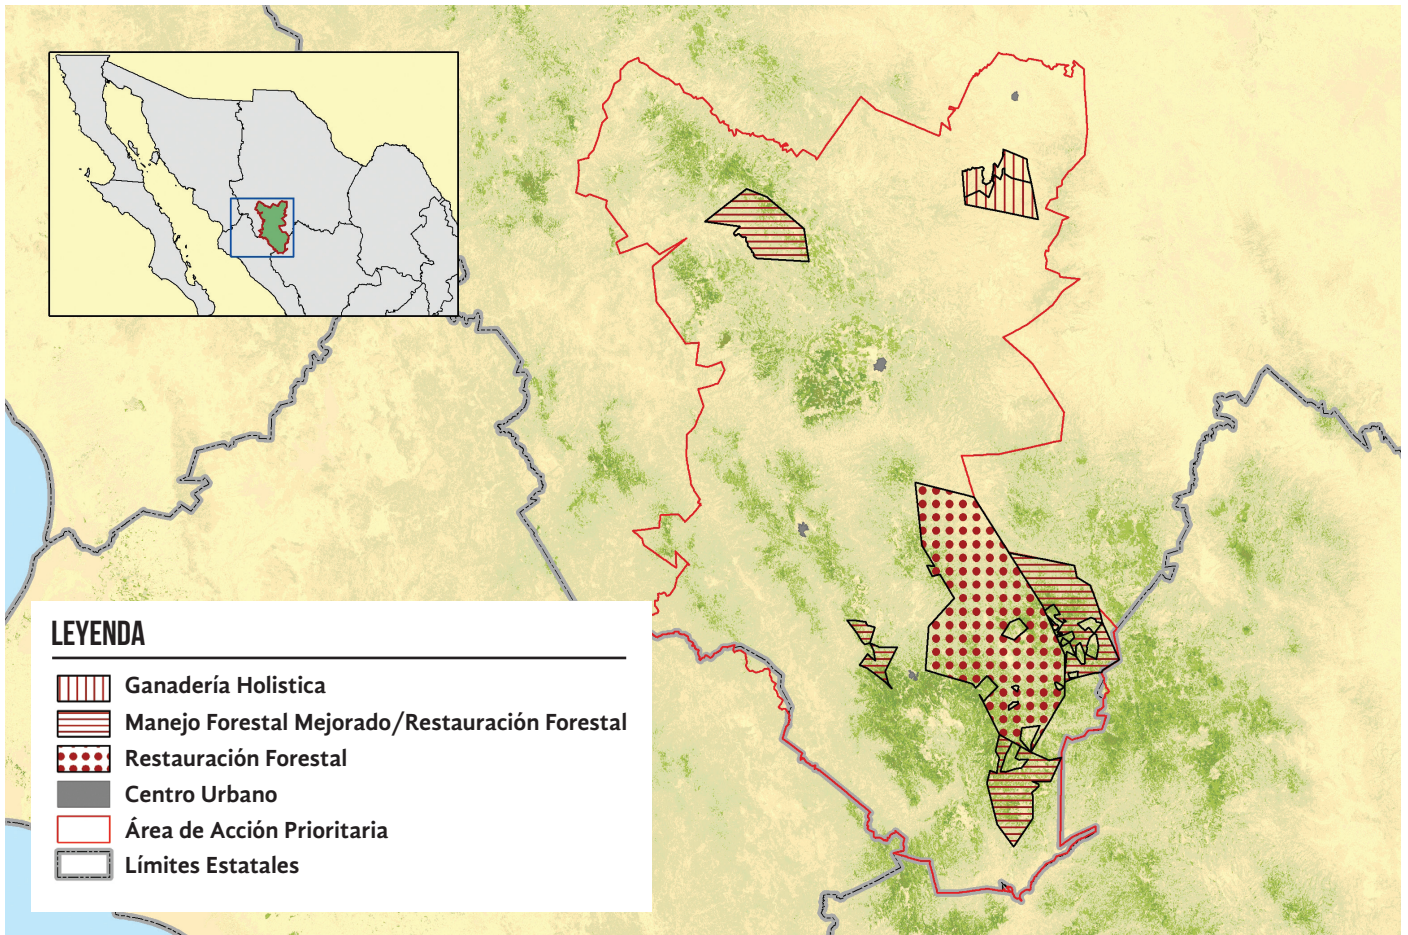 LEYENDA
Ganadería Holistica
Manejo Forestal Mejorado/Restauración Forestal
Restauración Forestal
Centro Urbano
Área de Acción Prioritaria
Límites Estatales